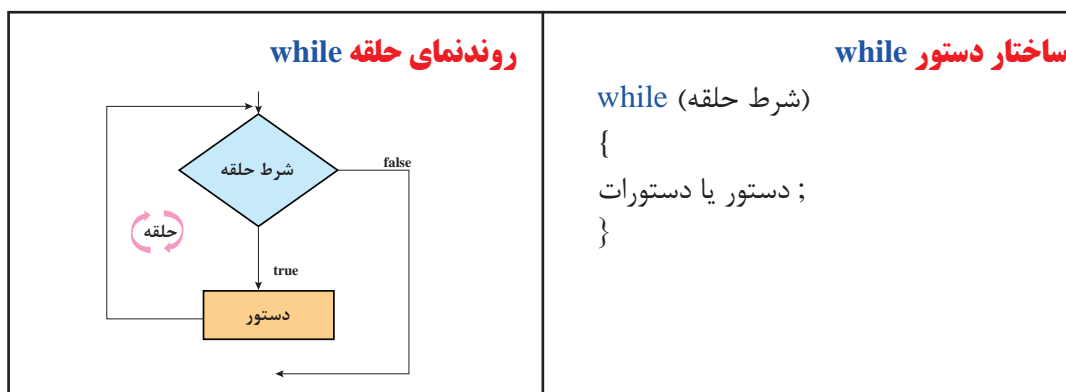 ساختار دستور while
while (شرط حلقه)
{
دستور یا دستورات ;
}
روندنمای حلقه while
شرط حلقه
false
حلقه
true
دستور